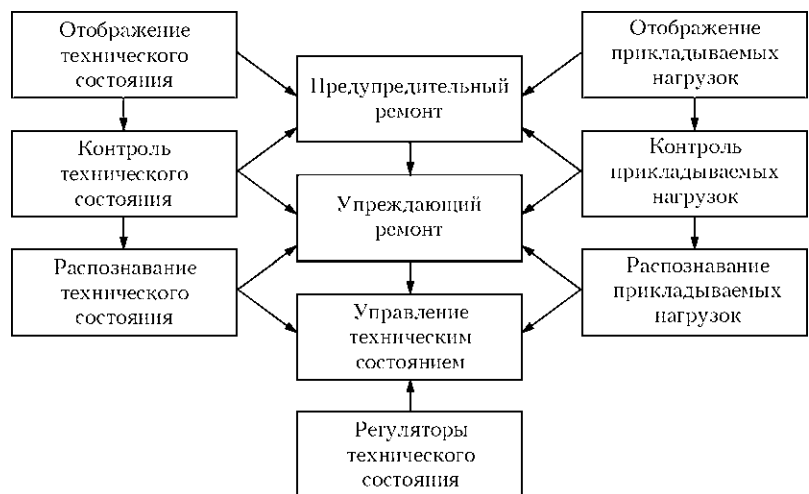 Отображение
технического
состояния
Контроль
технического
состояния
Распознавание
технического
состояния
Предупредительный
ремонт
Упреждающий
ремонт
Управление
техническим
состоянием
Регуляторы
технического
состояния
Отображение
прикладываемых
нагрузок
Контроль
прикладываемых
нагрузок
Распознавание
прикладываемых
нагрузок